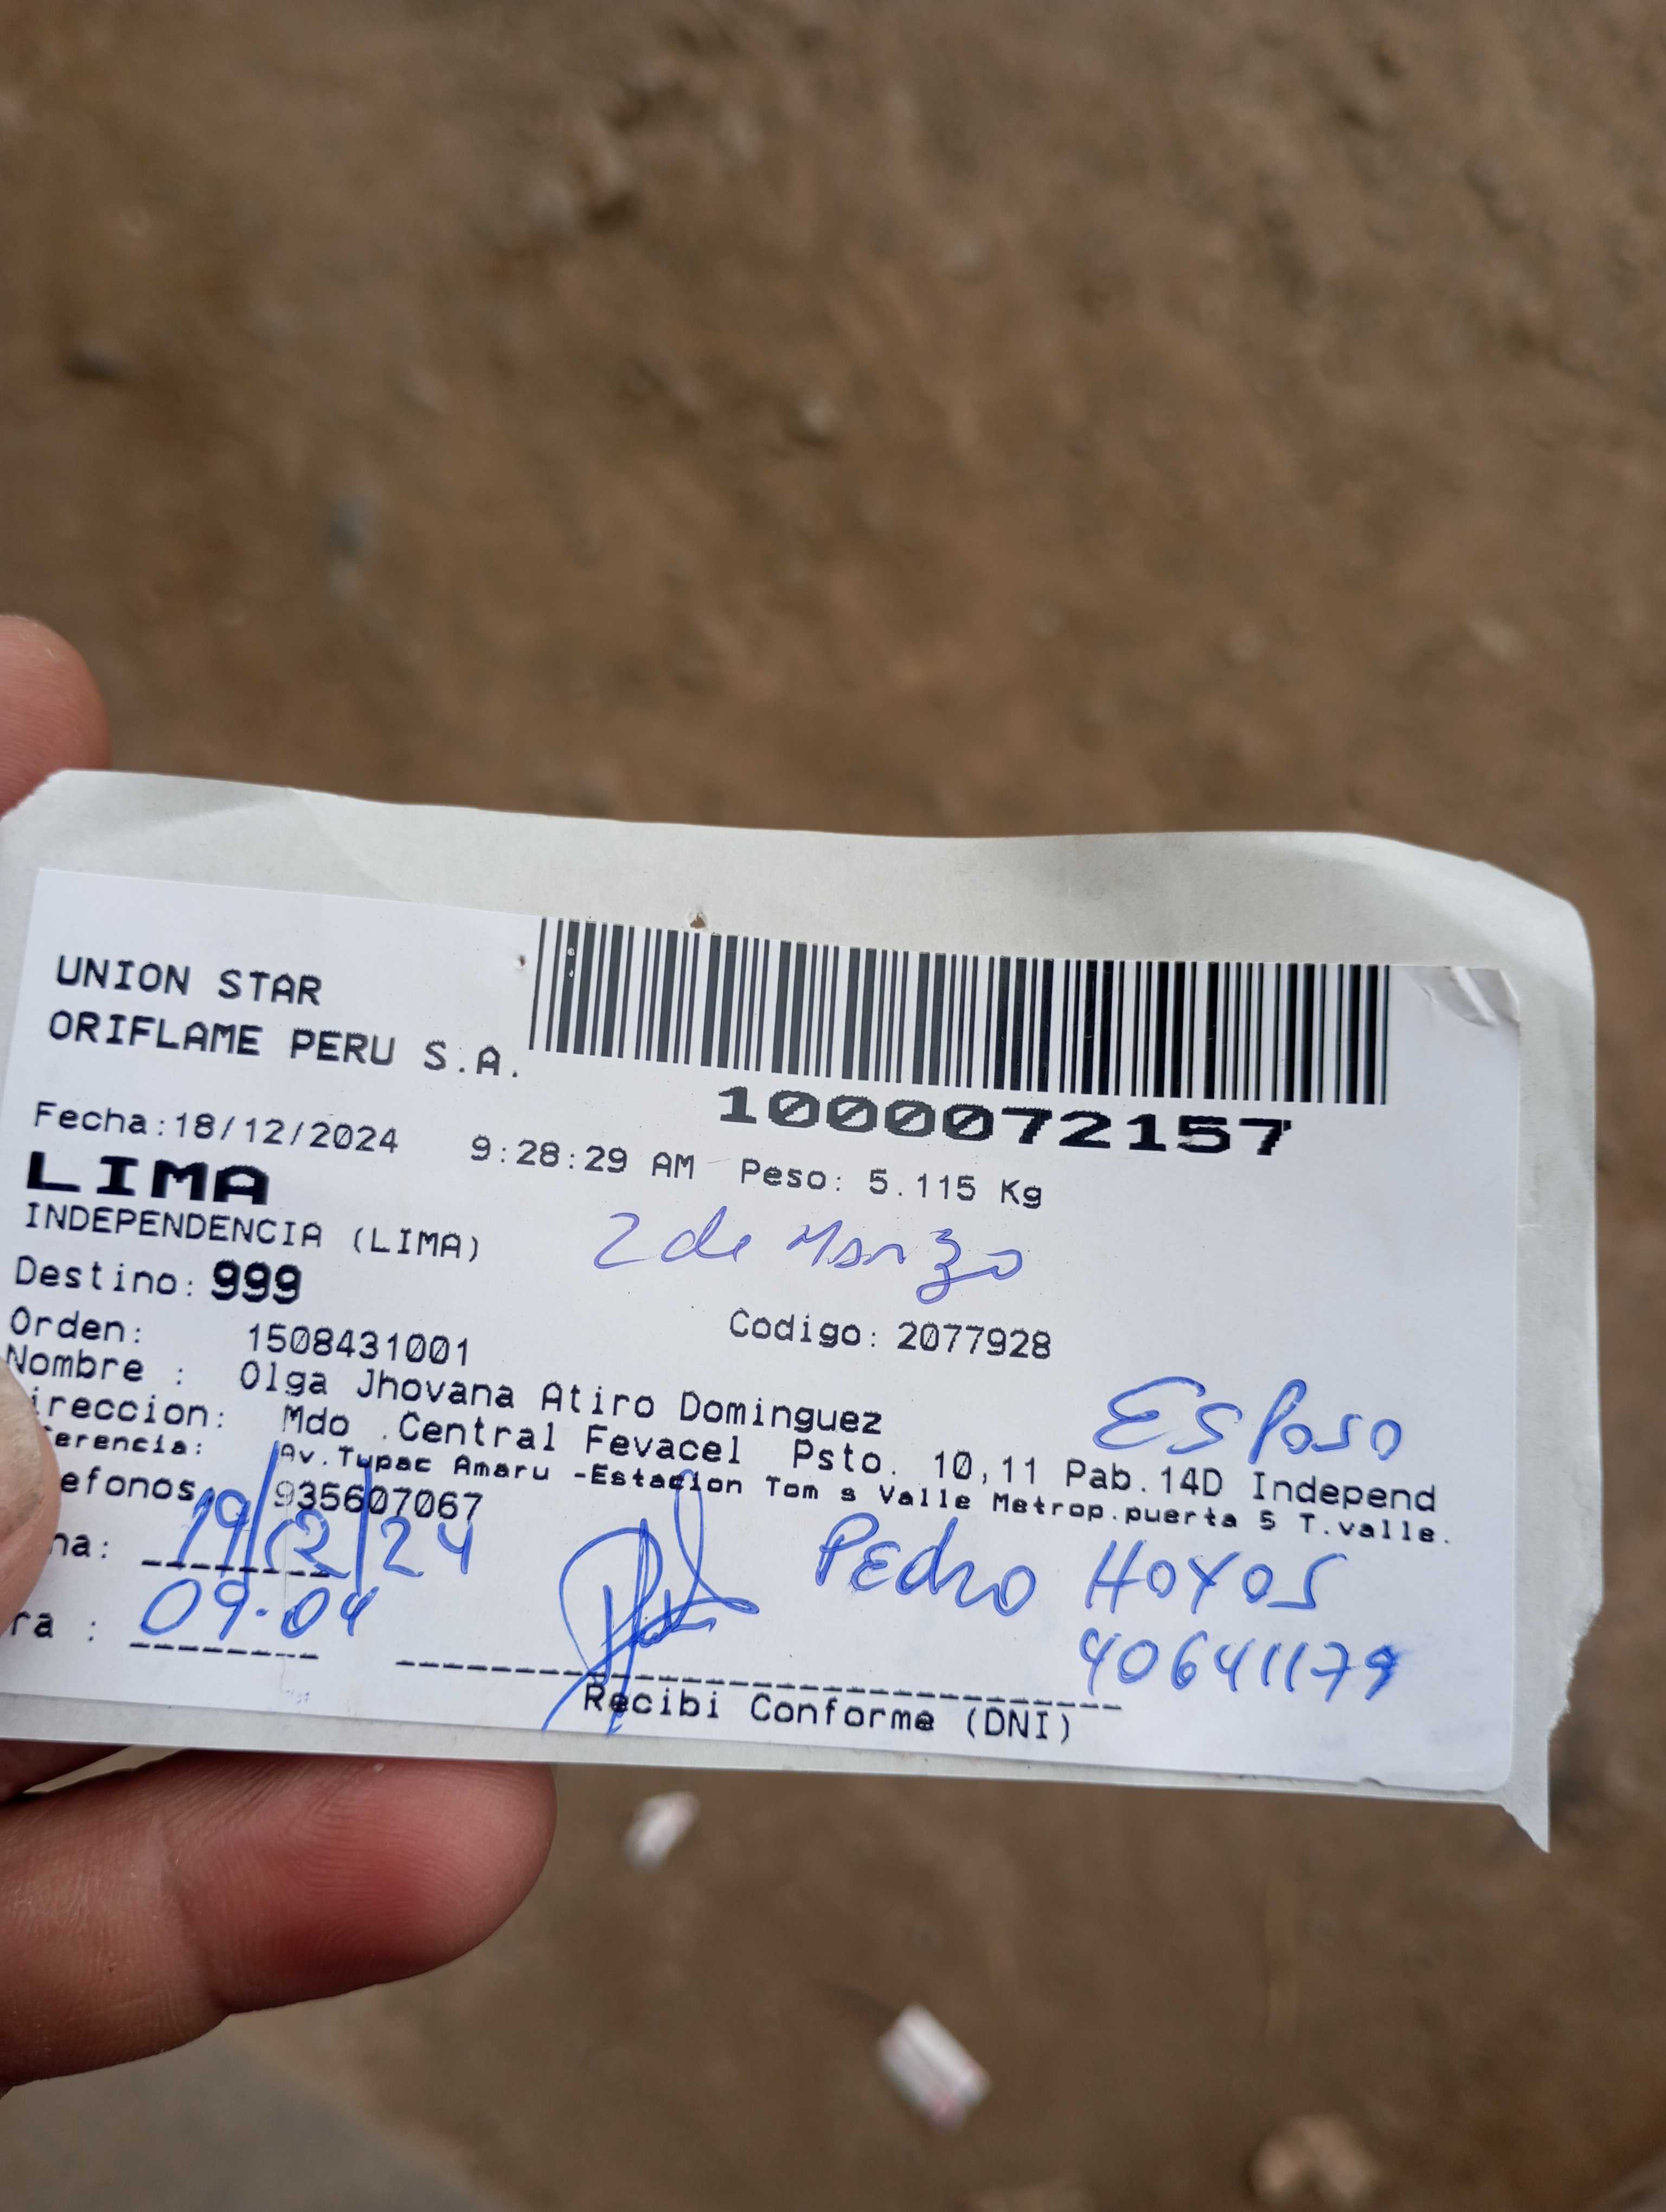 UNION STAR
ORIFLAME PERU S.A.
1000072157
Fecha:18/12/2024 9:28:29 AM Peso: 5.115 Kg
LIMA
INDEPENDENCIA (LIMA) 2 de Marzo
Destino: 999
Orden: 1508431001 Codigo: 2077928
Nombre : Olga Jhovana Atiro Dominguez Esposo
ireccion: Mdo .Central Fevacel Psto. 10,11 Pab.14D Independ
erencia: Av.Tupac Amaru -Estacion Tom s Valle Metrop.puerta 5 T.valle.
efonos 935607067
ha: 19/12/24 Pedro HOYOS
ra : 09:04 40641179
Recibi Conforme (DNI)